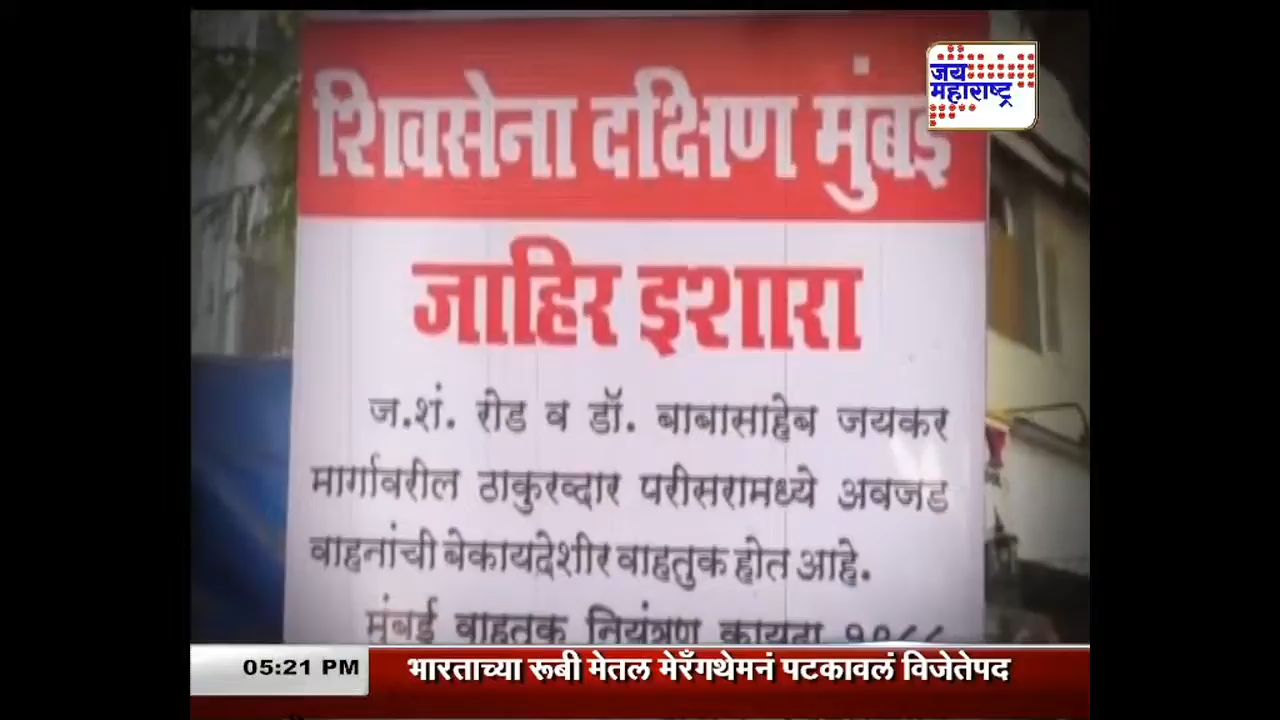 जय
महाराष्ट्र
शिवसेना दक्षिण मुंबई
जाहिर इशारा
ज.शं. रोड व डॉ. बाबासाहेब जयकर
मार्गावरील ठाकुरव्दार परीसरामध्ये अवजड
वाहनांची बेकायदेशीर वाहतुक होत आहे.
मुंबई वाहतुक नियंत्रण कायदा
05:21 PM
भारताच्या रूबी मेतल मेरँगथेमनं पटकावलं विजेतेपद